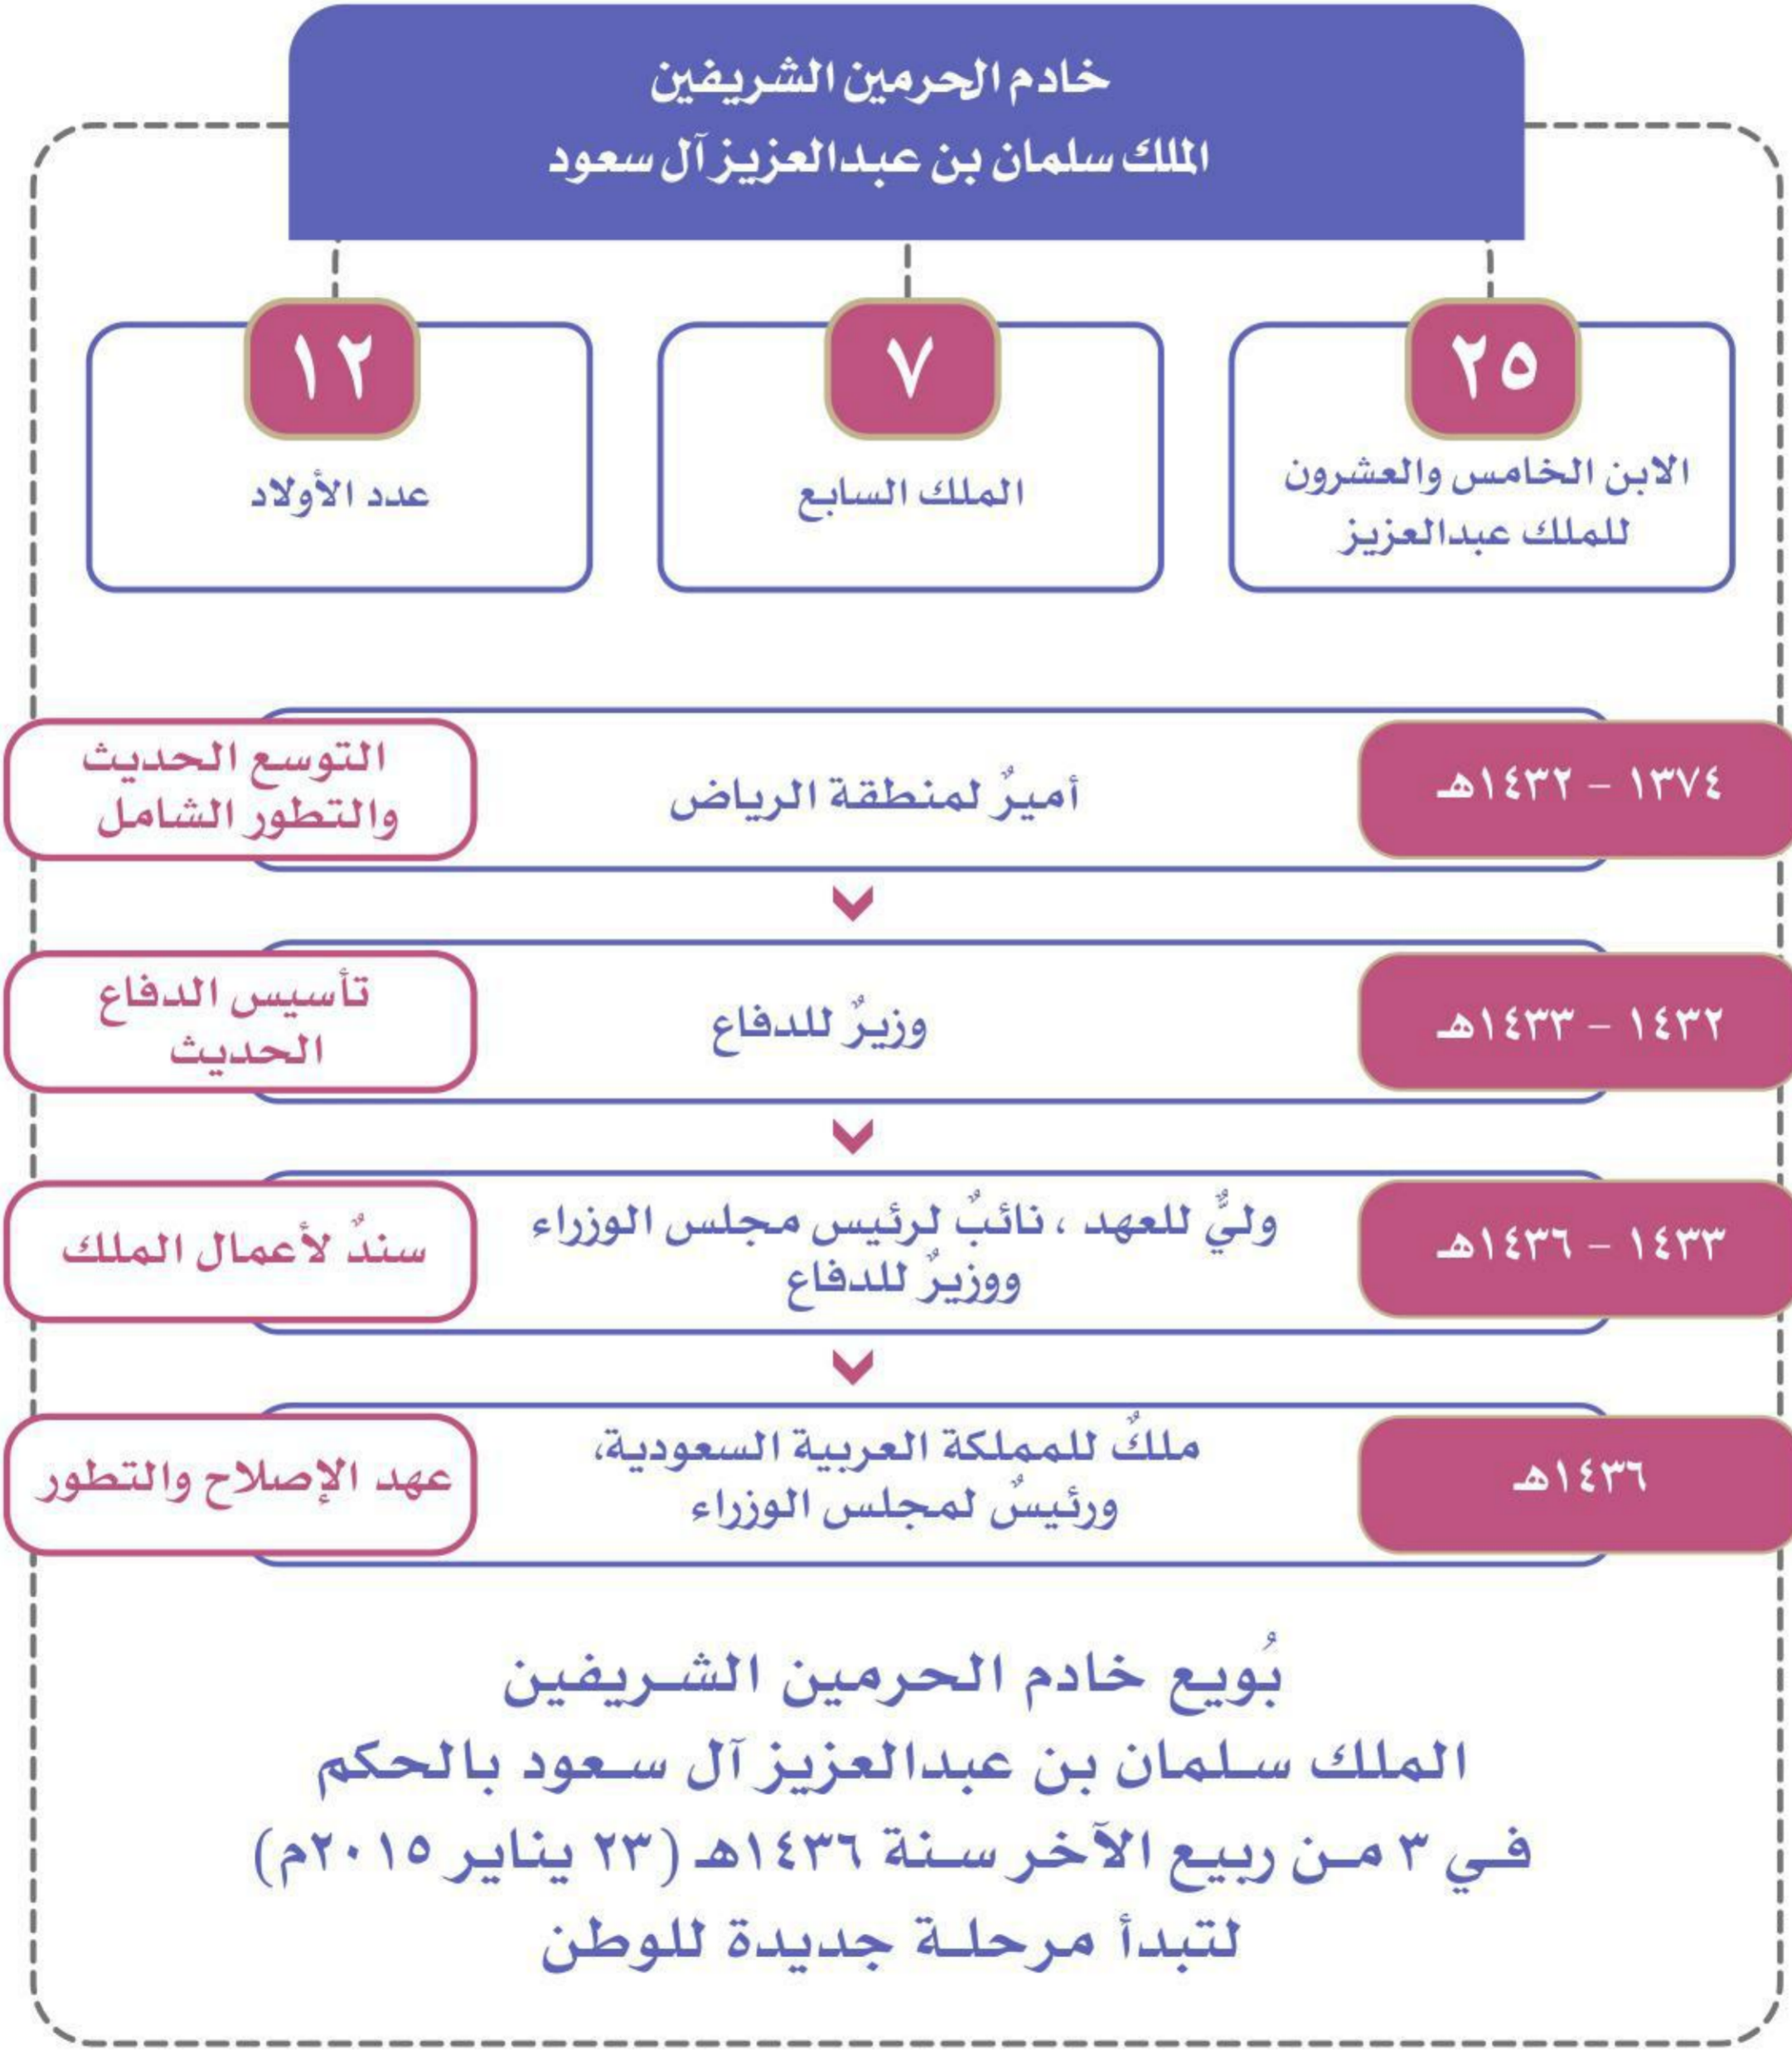 خادم الحرمين الشريفين
الملك سلمان بن عبدالعزيز آل سعود
٢٥
الابن الخامس والعشرون
للملك عبدالعزيز
٧
الملك السابع
١٢
عدد الأولاد
١٣٧٤ - ١٤٣٢هـ
أميرٌ لمنطقة الرياض
التوسع الحديث
والتطور الشامل
١٤٣٢ - ١٤٣٣هـ
وزيرٌ للدفاع
تأسيس الدفاع
الحديث
١٤٣٣ - ١٤٣٦هـ
وليٌّ للعهد ، نائبٌ لرئيس مجلس الوزراء
ووزيرٌ للدفاع
سندٌ لأعمال الملك
١٤٣٦هـ
ملكٌ للمملكة العربية السعودية،
ورئيسٌ لمجلس الوزراء
عهد الإصلاح والتطور
بُويع خادم الحرمين الشريفين
الملك سلمان بن عبدالعزيز آل سعود بالحكم
في ٣ من ربيع الآخر سنة ١٤٣٦هـ (٢٣ يناير ٢٠١٥م)
لتبدأ مرحلة جديدة للوطن